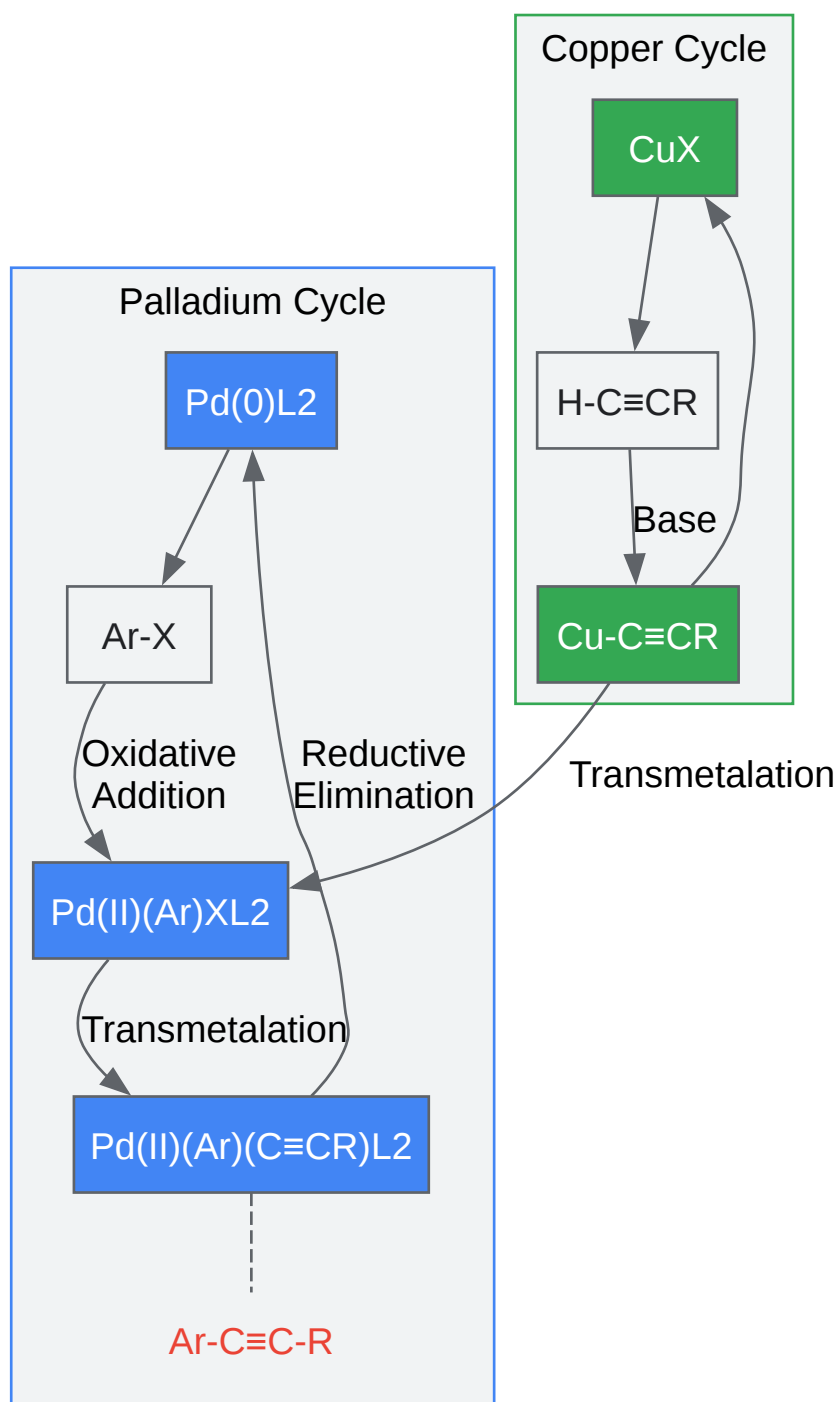 Copper Cycle
CuX
H-C≡CR
Base
Cu-C≡CR
Transmetalation
Palladium Cycle
Pd(0)L2
Ar-X
Oxidative
Addition
Reductive
Elimination
Pd(II)(Ar)XL2
Transmetalation
Pd(II)(Ar)(C≡CR)L2
Ar-C≡C-R